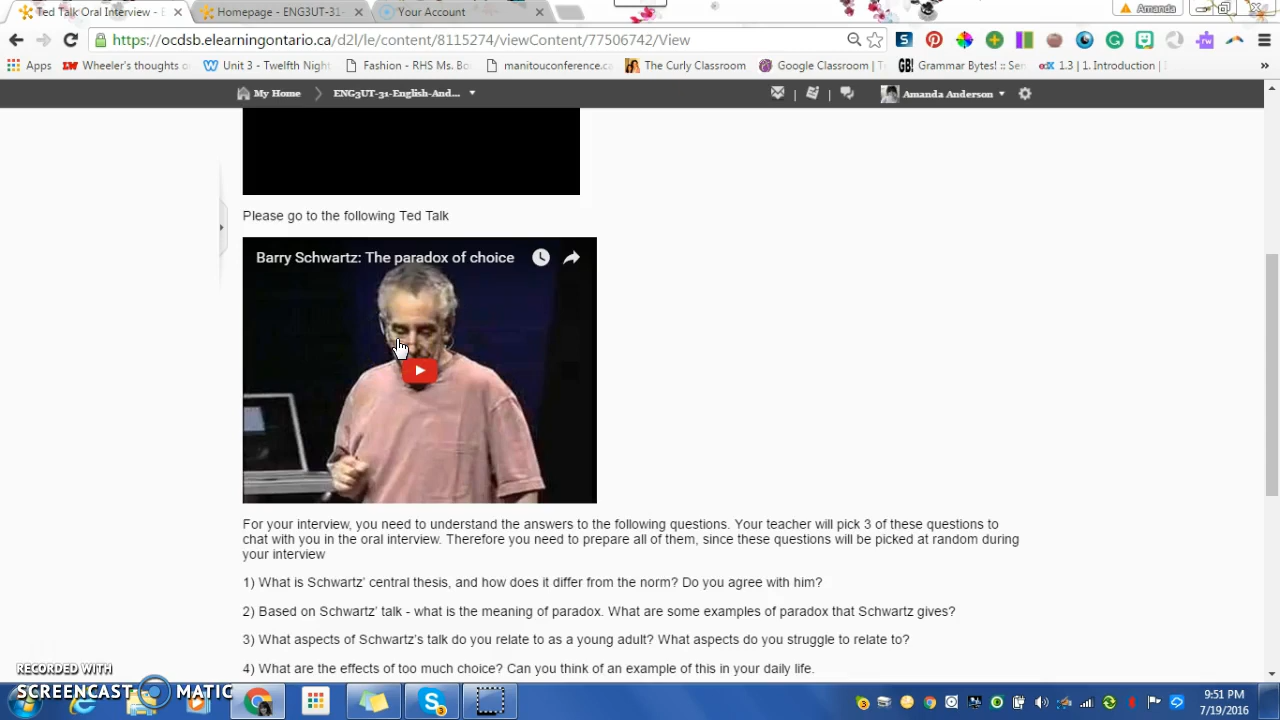 Ted Talk Oral Interview - E
Homepage - ENG3UT-31-
Your Account
Amanda
https://ocdsb.elearningontario.ca/d2l/le/content/8115274/viewContent/77506742/View
Apps
Wheeler's thoughts o
Unit 3 - Twelfth Night
Fashion - RHS Ms. Bo
manitouconference.c
The Curly Classroom
Google Classroom | T
Grammar Bytes! :: Sen
1.3 | 1. Introduction |
»
My Home
ENG3UT-31-English-And...
Amanda Anderson
Please go to the following Ted Talk
Barry Schwartz: The paradox of choice
For your interview, you need to understand the answers to the following questions. Your teacher will pick 3 of these questions to
chat with you in the oral interview. Therefore you need to prepare all of them, since these questions will be picked at random during
your interview
1) What is Schwartz' central thesis, and how does it differ from the norm? Do you agree with him?
2) Based on Schwartz' talk - what is the meaning of paradox. What are some examples of paradox that Schwartz gives?
3) What aspects of Schwartz's talk do you relate to as a young adult? What aspects do you struggle to relate to?
4) What are the effects of too much choice? Can you think of an example of this in your daily life.
RECORDED WITH
SCREENCAST MATIC
9:51 PM
7/19/2016